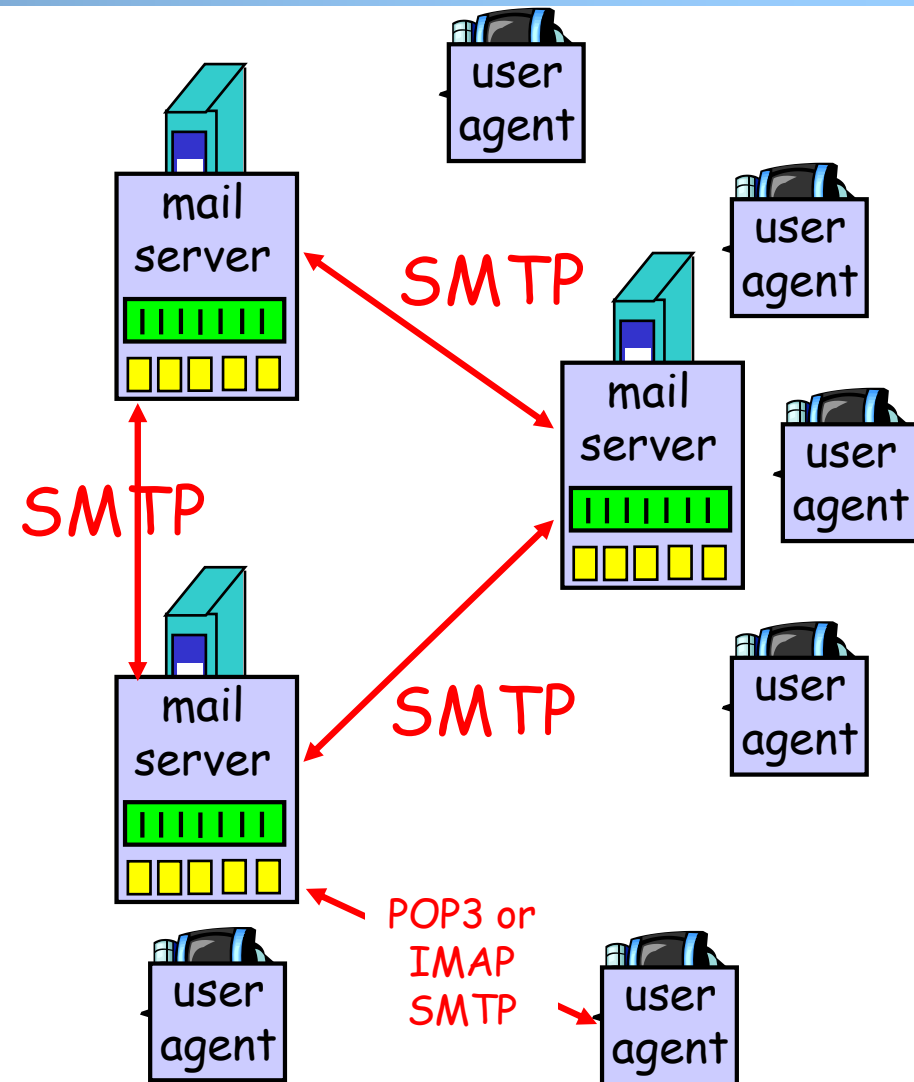 user
agent
mail
server
user
agent
SMTP
mail
server
user
agent
SMTP
user
agent
mail
server
SMTP
POP3 or
IMAP
SMTP
user
agent
user
agent